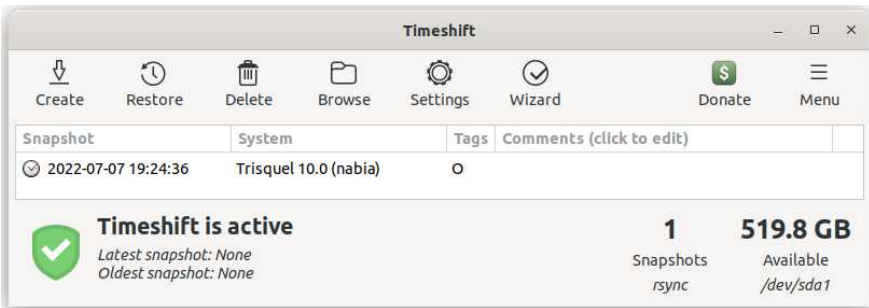 Timeshift
Create Restore Delete Browse Settings Wizard Donate Menu
Snapshot System Tags Comments (click to edit)
2022-07-07 19:24:36 Trisquel 10.0 (nabia) O
Timeshift is active 1 519.8 GB
Latest snapshot: None Snapshots Available
Oldest snapshot: None rsync /dev/sda1